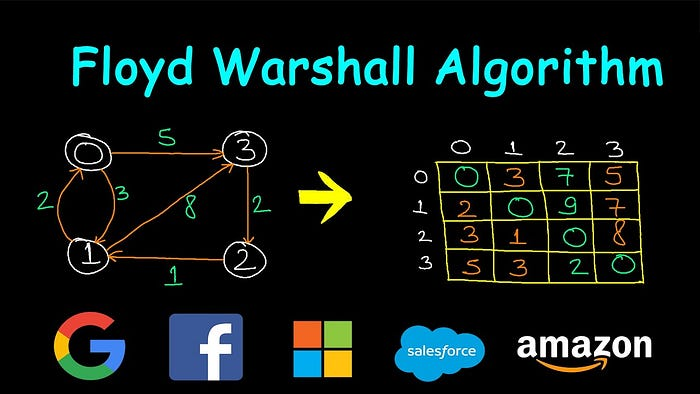 Floyd Warshall Algorithm
0 5 3
2 3 8 2
1 1 2
0 1 2 3
0 0 3 7 5
1 2 0 9 7
2 3 1 0 8
3 5 3 2 0
salesforce
amazon